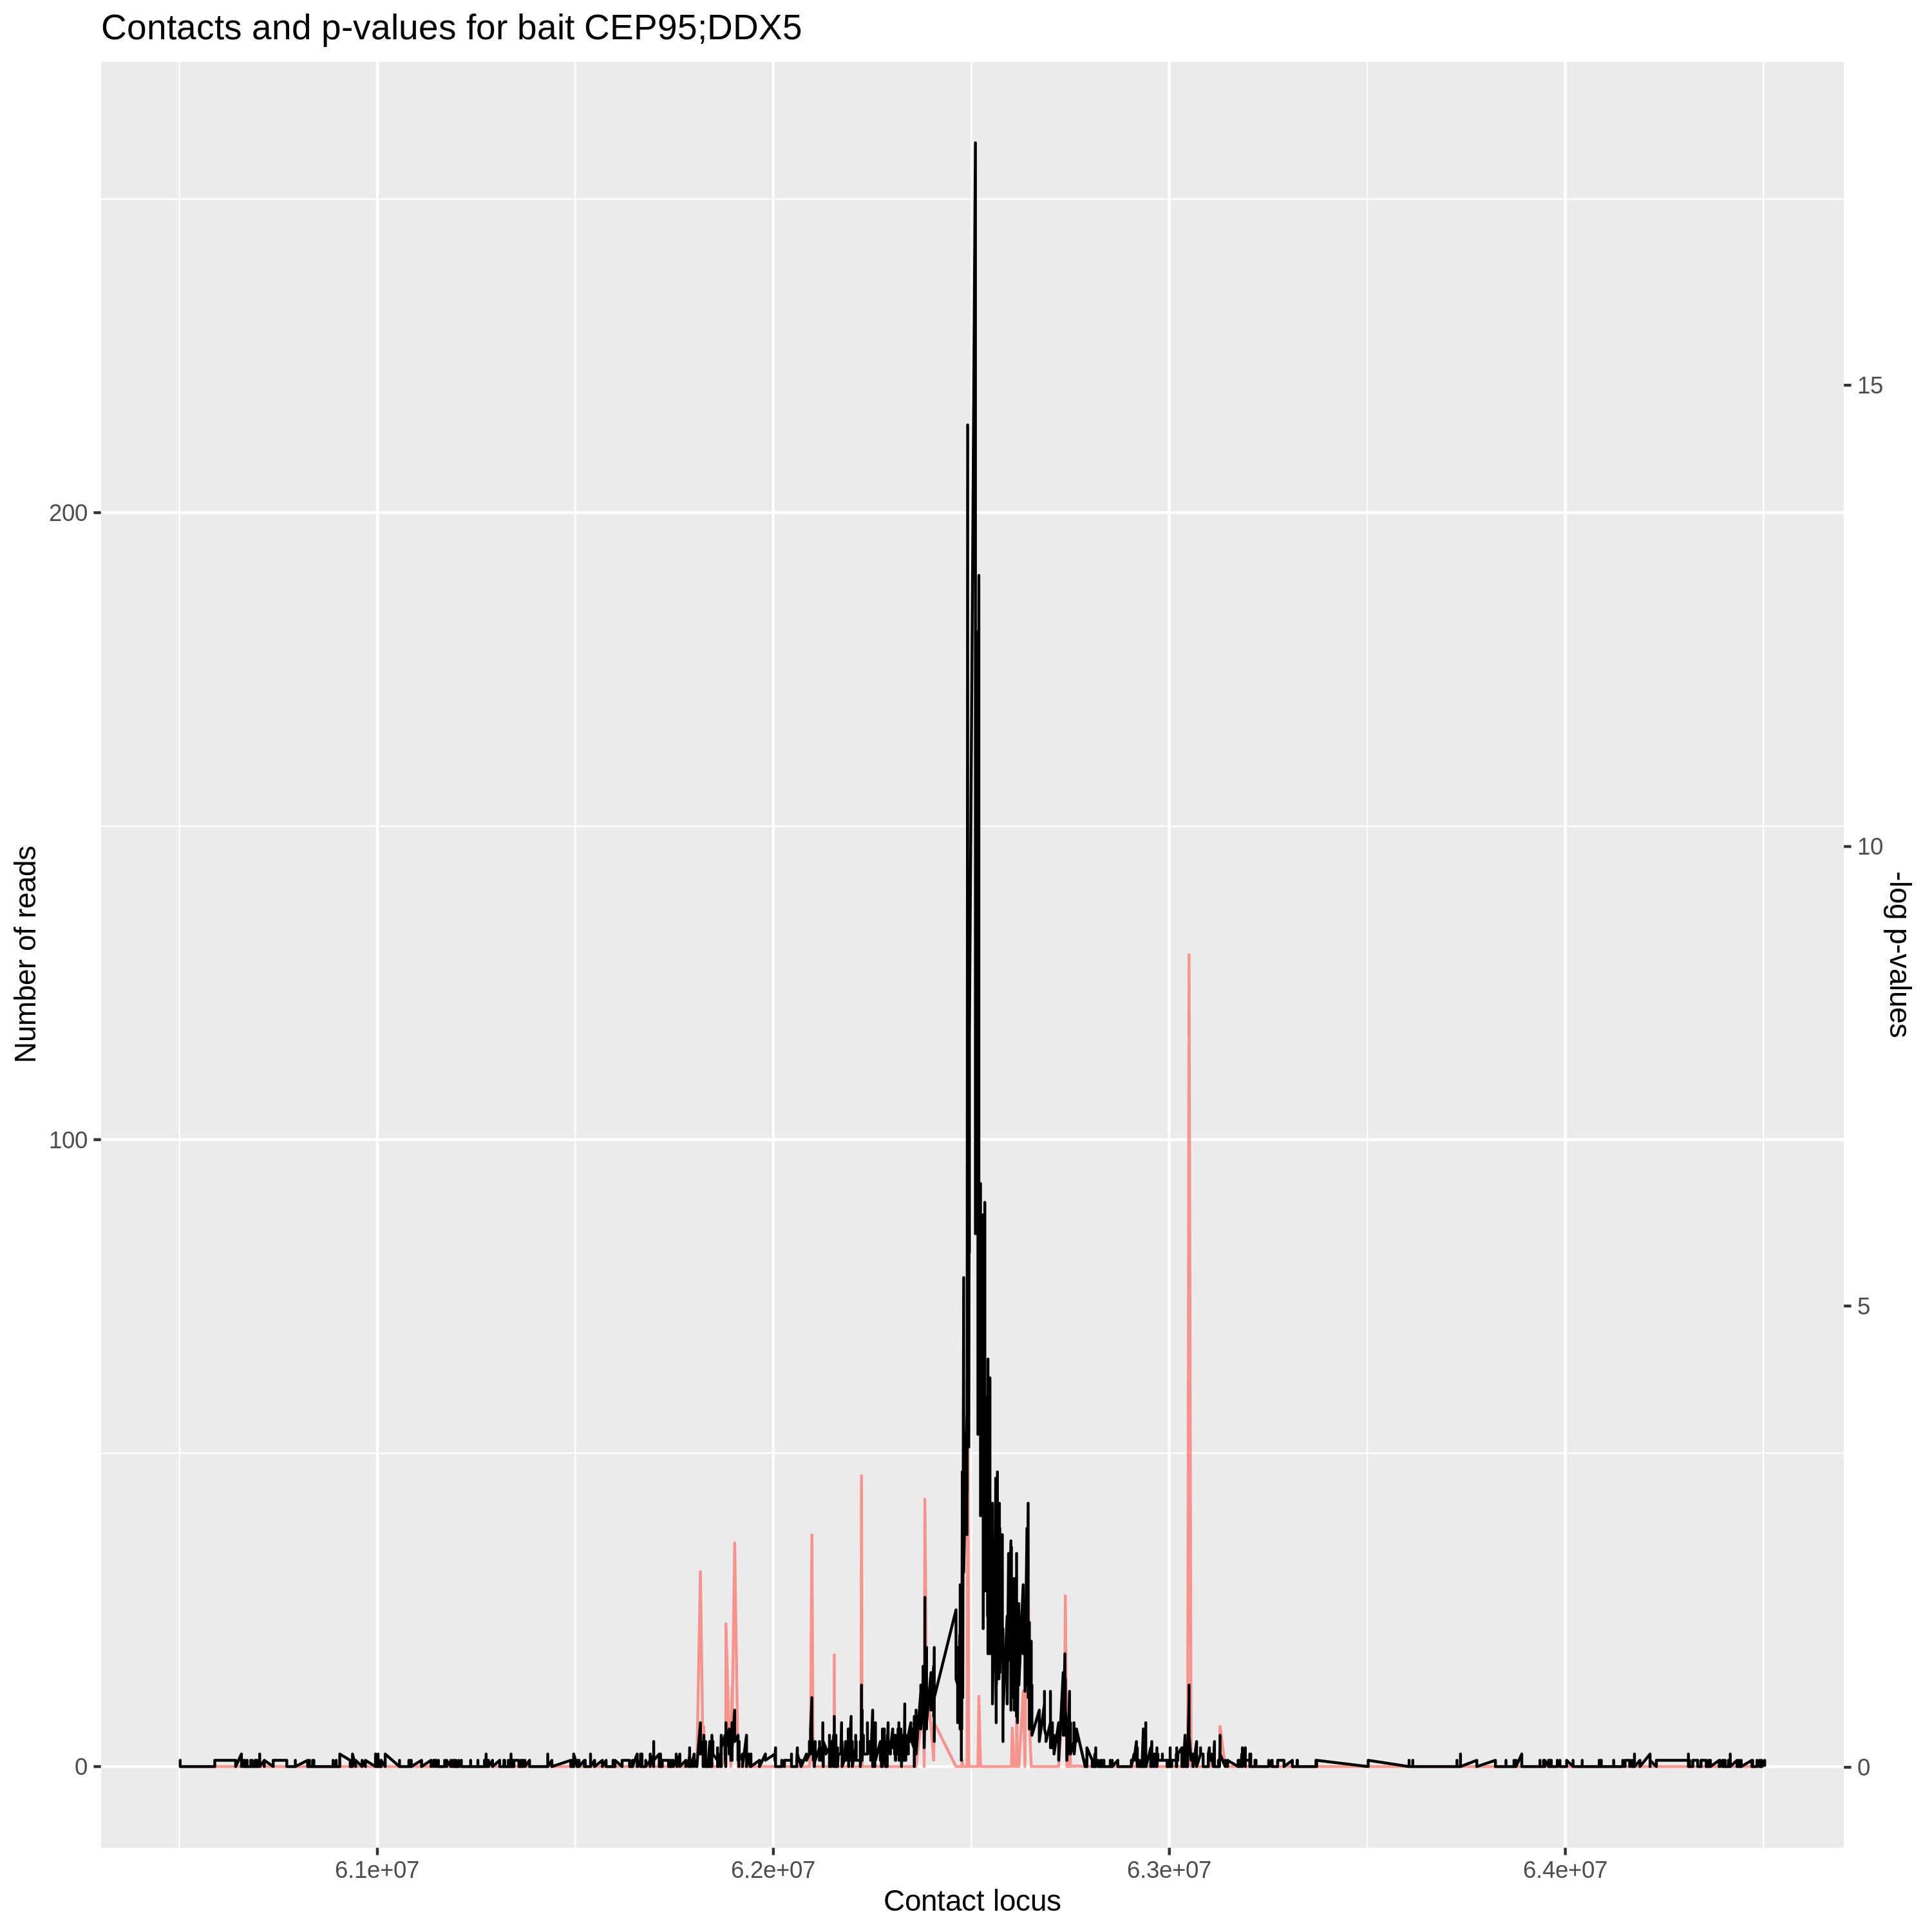 Contacts and p-values for bait CEP95;DDX5
Number of reads
200
100
0
15
10
5
0
-log p-values
6.1e+07 6.2e+07 6.3e+07 6.4e+07
Contact locus